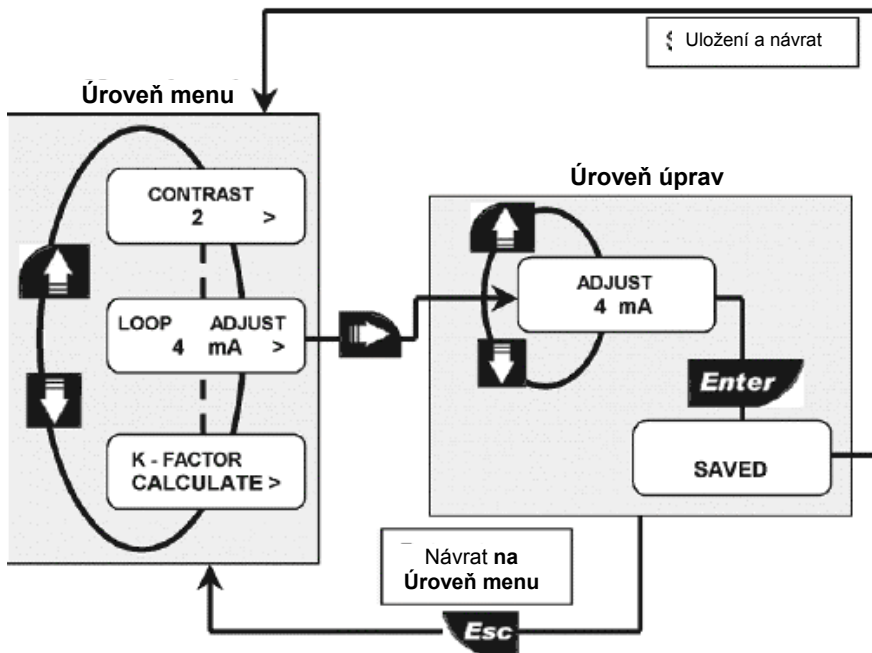 Uložení a návrat
Úroveň menu
CONTRAST
2 >
LOOP ADJUST
4 mA >
K - FACTOR
CALCULATE >
Úroveň úprav
ADJUST
4 mA
Enter
SAVED
Návrat na
Úroveň menu
Esc